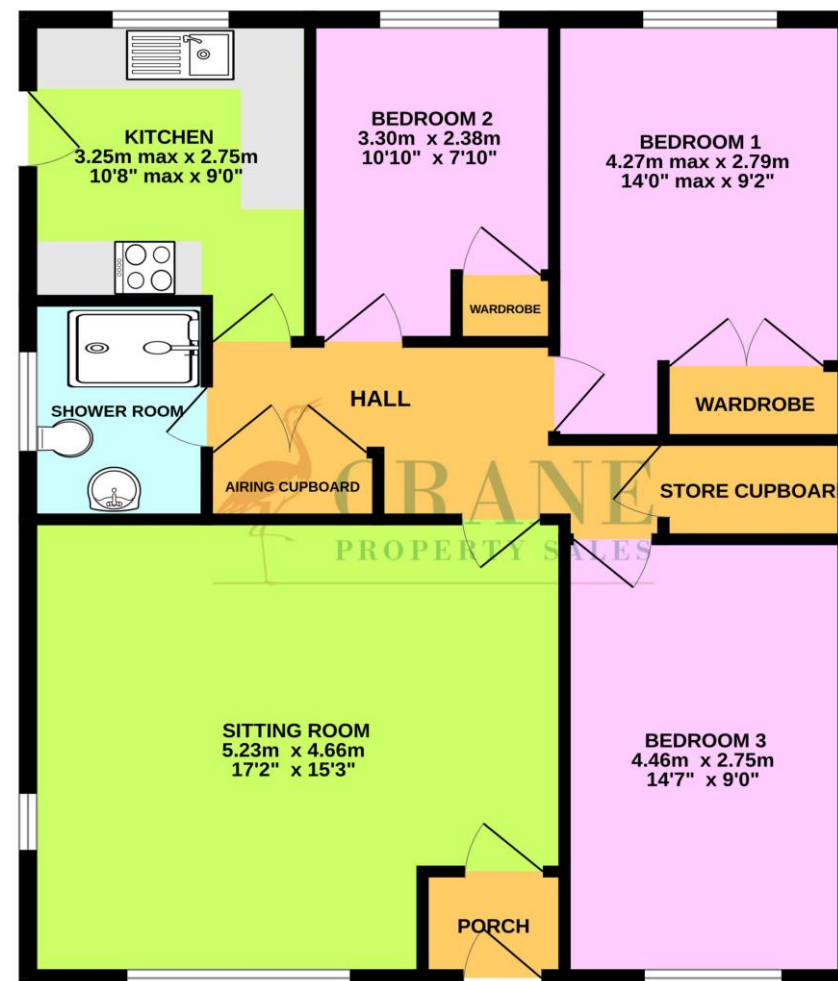 KITCHEN
3.25m max x 2.75m
10'8" max x 9'0"
BEDROOM 2
3.30m x 2.38m
10'10" x 7'10"
BEDROOM 1
4.27m max x 2.79m
14'0" max x 9'2"
WARDROBE
WARDROBE
SHOWER ROOM
HALL
AIRING CUPBOARD
STORE CUPBOAR
CRANE
PROPERTY SALES
SITTING ROOM
5.23m x 4.66m
17'2" x 15'3"
BEDROOM 3
4.46m x 2.75m
14'7" x 9'0"
PORCH